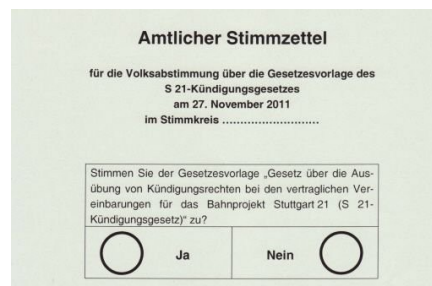 Amtlicher Stimmzettel
für die Volksabstimmung über die Gesetzesvorlage des
S 21-Kündigungsgesetzes
am 27. November 2011
im Stimmkreis ...........................
Stimmen Sie der Gesetzesvorlage „Gesetz über die Aus-
übung von Kündigungsrechten bei den vertraglichen Ver-
einbarungen für das Bahnprojekt Stuttgart 21 (S 21-
Kündigungsgesetz)“ zu?
Ja Nein